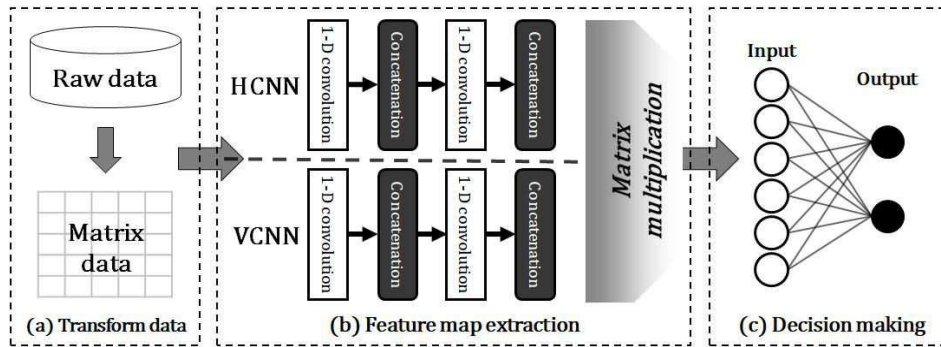 Raw data
Matrix
data
(a) Transform data
HCNN
1-D convolution
Concatenation
1-D convolution
Concatenation
VCNN
1-D convolution
Concatenation
1-D convolution
Concatenation
Matrix
multiplication
(b) Feature map extraction
Input
Output
(c) Decision making